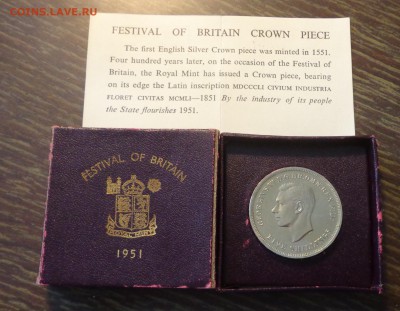 COINS.LAVE.RU
FESTIVAL OF BRITAIN CROWN PIECE
The first English Silver Crown piece was minted in 1551.
Four hundred years later, on the occasion of the Festival of
Britain, the Royal Mint has issued a Crown piece, bearing
on its edge the Latin inscription MDCCCLI CIVIUM INDUSTRIA
FLORET CIVITAS MCMLI—1851 By the industry of its people
the State flourishes 1951.
FESTIVAL OF BRITAIN
ROYAL MINT
1951